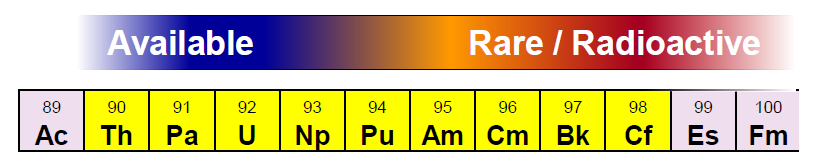 Available Rare / Radioactive
89 90 91 92 93 94 95 96 97 98 99 100
Ac Th Pa U Np Pu Am Cm Bk Cf Es Fm